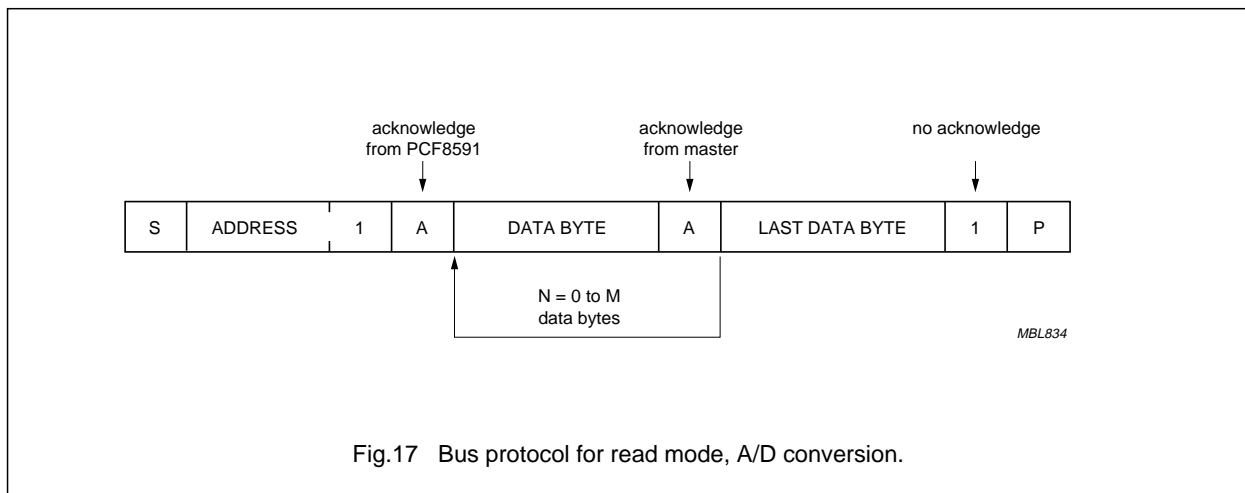 acknowledge
from PCF8591
acknowledge
from master
no acknowledge
S ADDRESS 1 A DATA BYTE A LAST DATA BYTE 1 P
N = 0 to M
data bytes
MBL834
Fig.17 Bus protocol for read mode, A/D conversion.